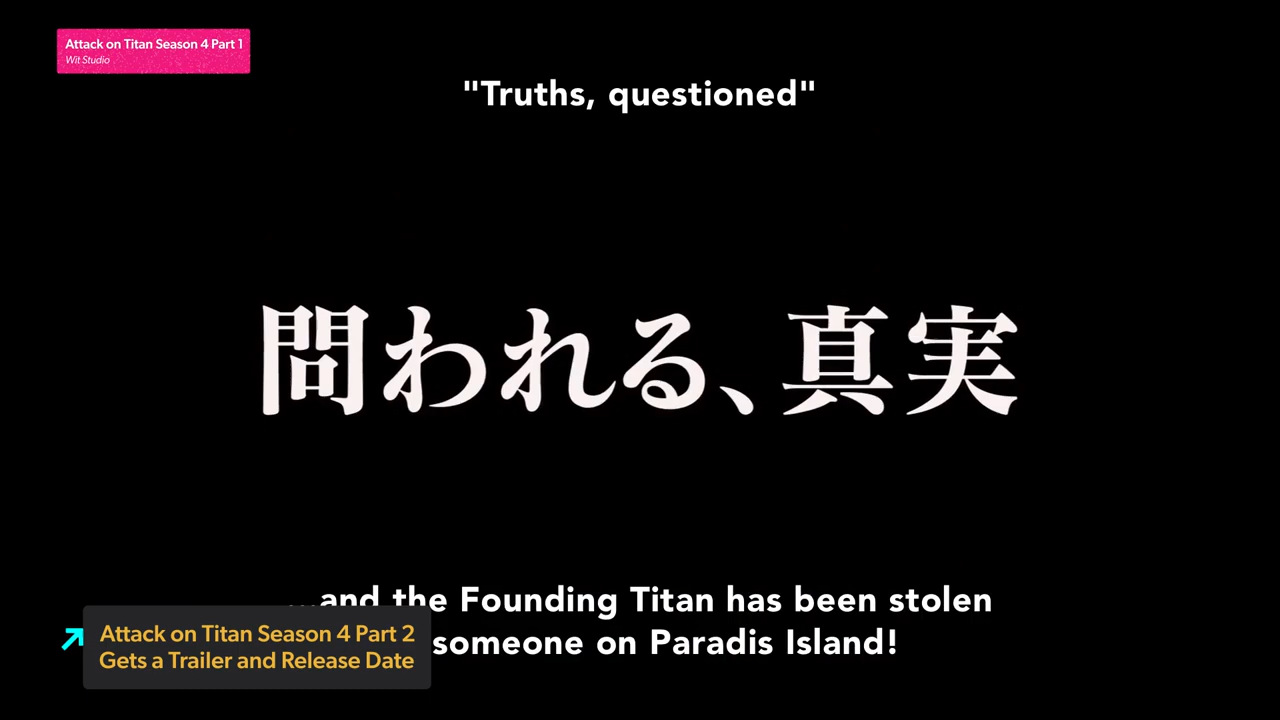 Attack on Titan Season 4 Part 1
Wit Studio
"Truths, questioned"
問われる、真実
...and the Founding Titan has been stolen
someone on Paradis Island!
Attack on Titan Season 4 Part 2
Gets a Trailer and Release Date